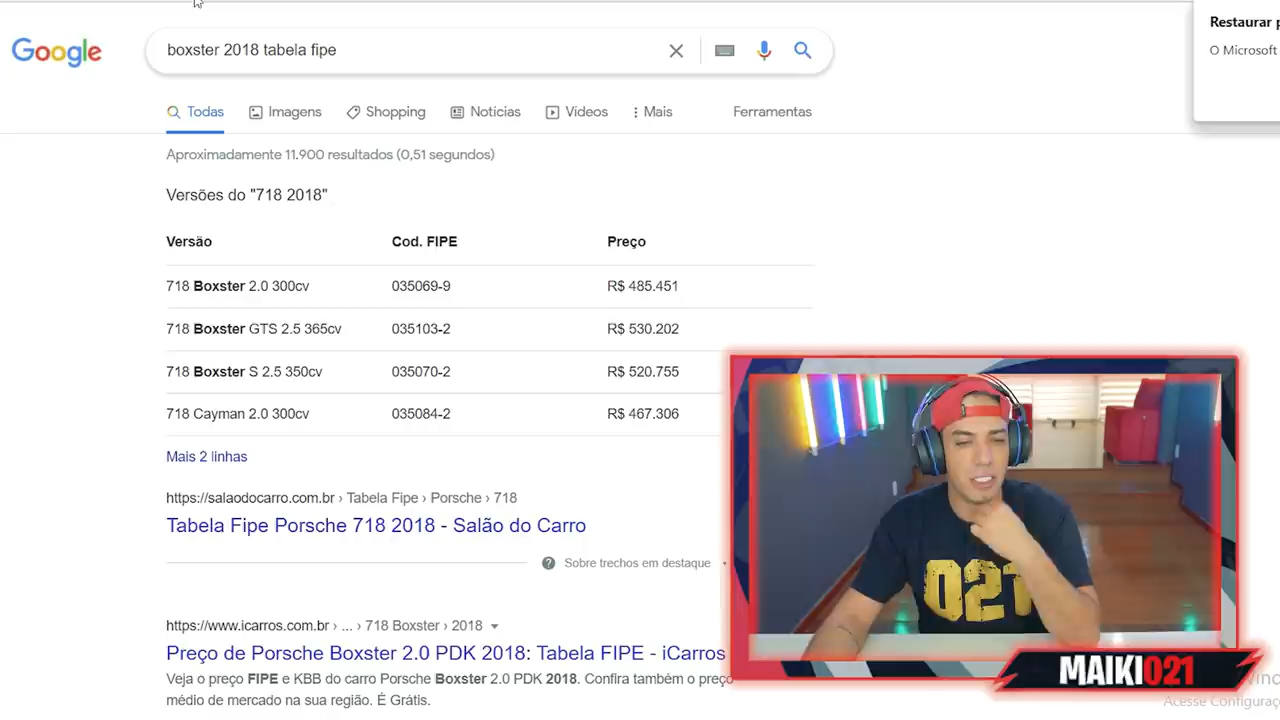 Restaurar p
Google
boxster 2018 tabela fipe
O Microsoft
Todas
Imagens
Shopping
Notícias
Vídeos
Mais
Ferramentas
Aproximadamente 11.900 resultados (0,51 segundos)
Versões do "718 2018"
Versão Cod. FIPE Preço
718 Boxster 2.0 300cv 035069-9 R$ 485.451
718 Boxster GTS 2.5 365cv 035103-2 R$ 530.202
718 Boxster S 2.5 350cv 035070-2 R$ 520.755
718 Cayman 2.0 300cv 035084-2 R$ 467.306
Mais 2 linhas
https://salaodocarro.com.br › Tabela Fipe › Porsche › 718
Tabela Fipe Porsche 718 2018 - Salão do Carro
Sobre trechos em destaque
https://www.icarros.com.br › ... › 718 Boxster › 2018
Preço de Porsche Boxster 2.0 PDK 2018: Tabela FIPE - iCarros
Veja o preço FIPE e KBB do carro Porsche Boxster 2.0 PDK 2018. Confira também o preço
médio de mercado na sua região. É Grátis.
021
MAIKI021
Acesse Configuraç